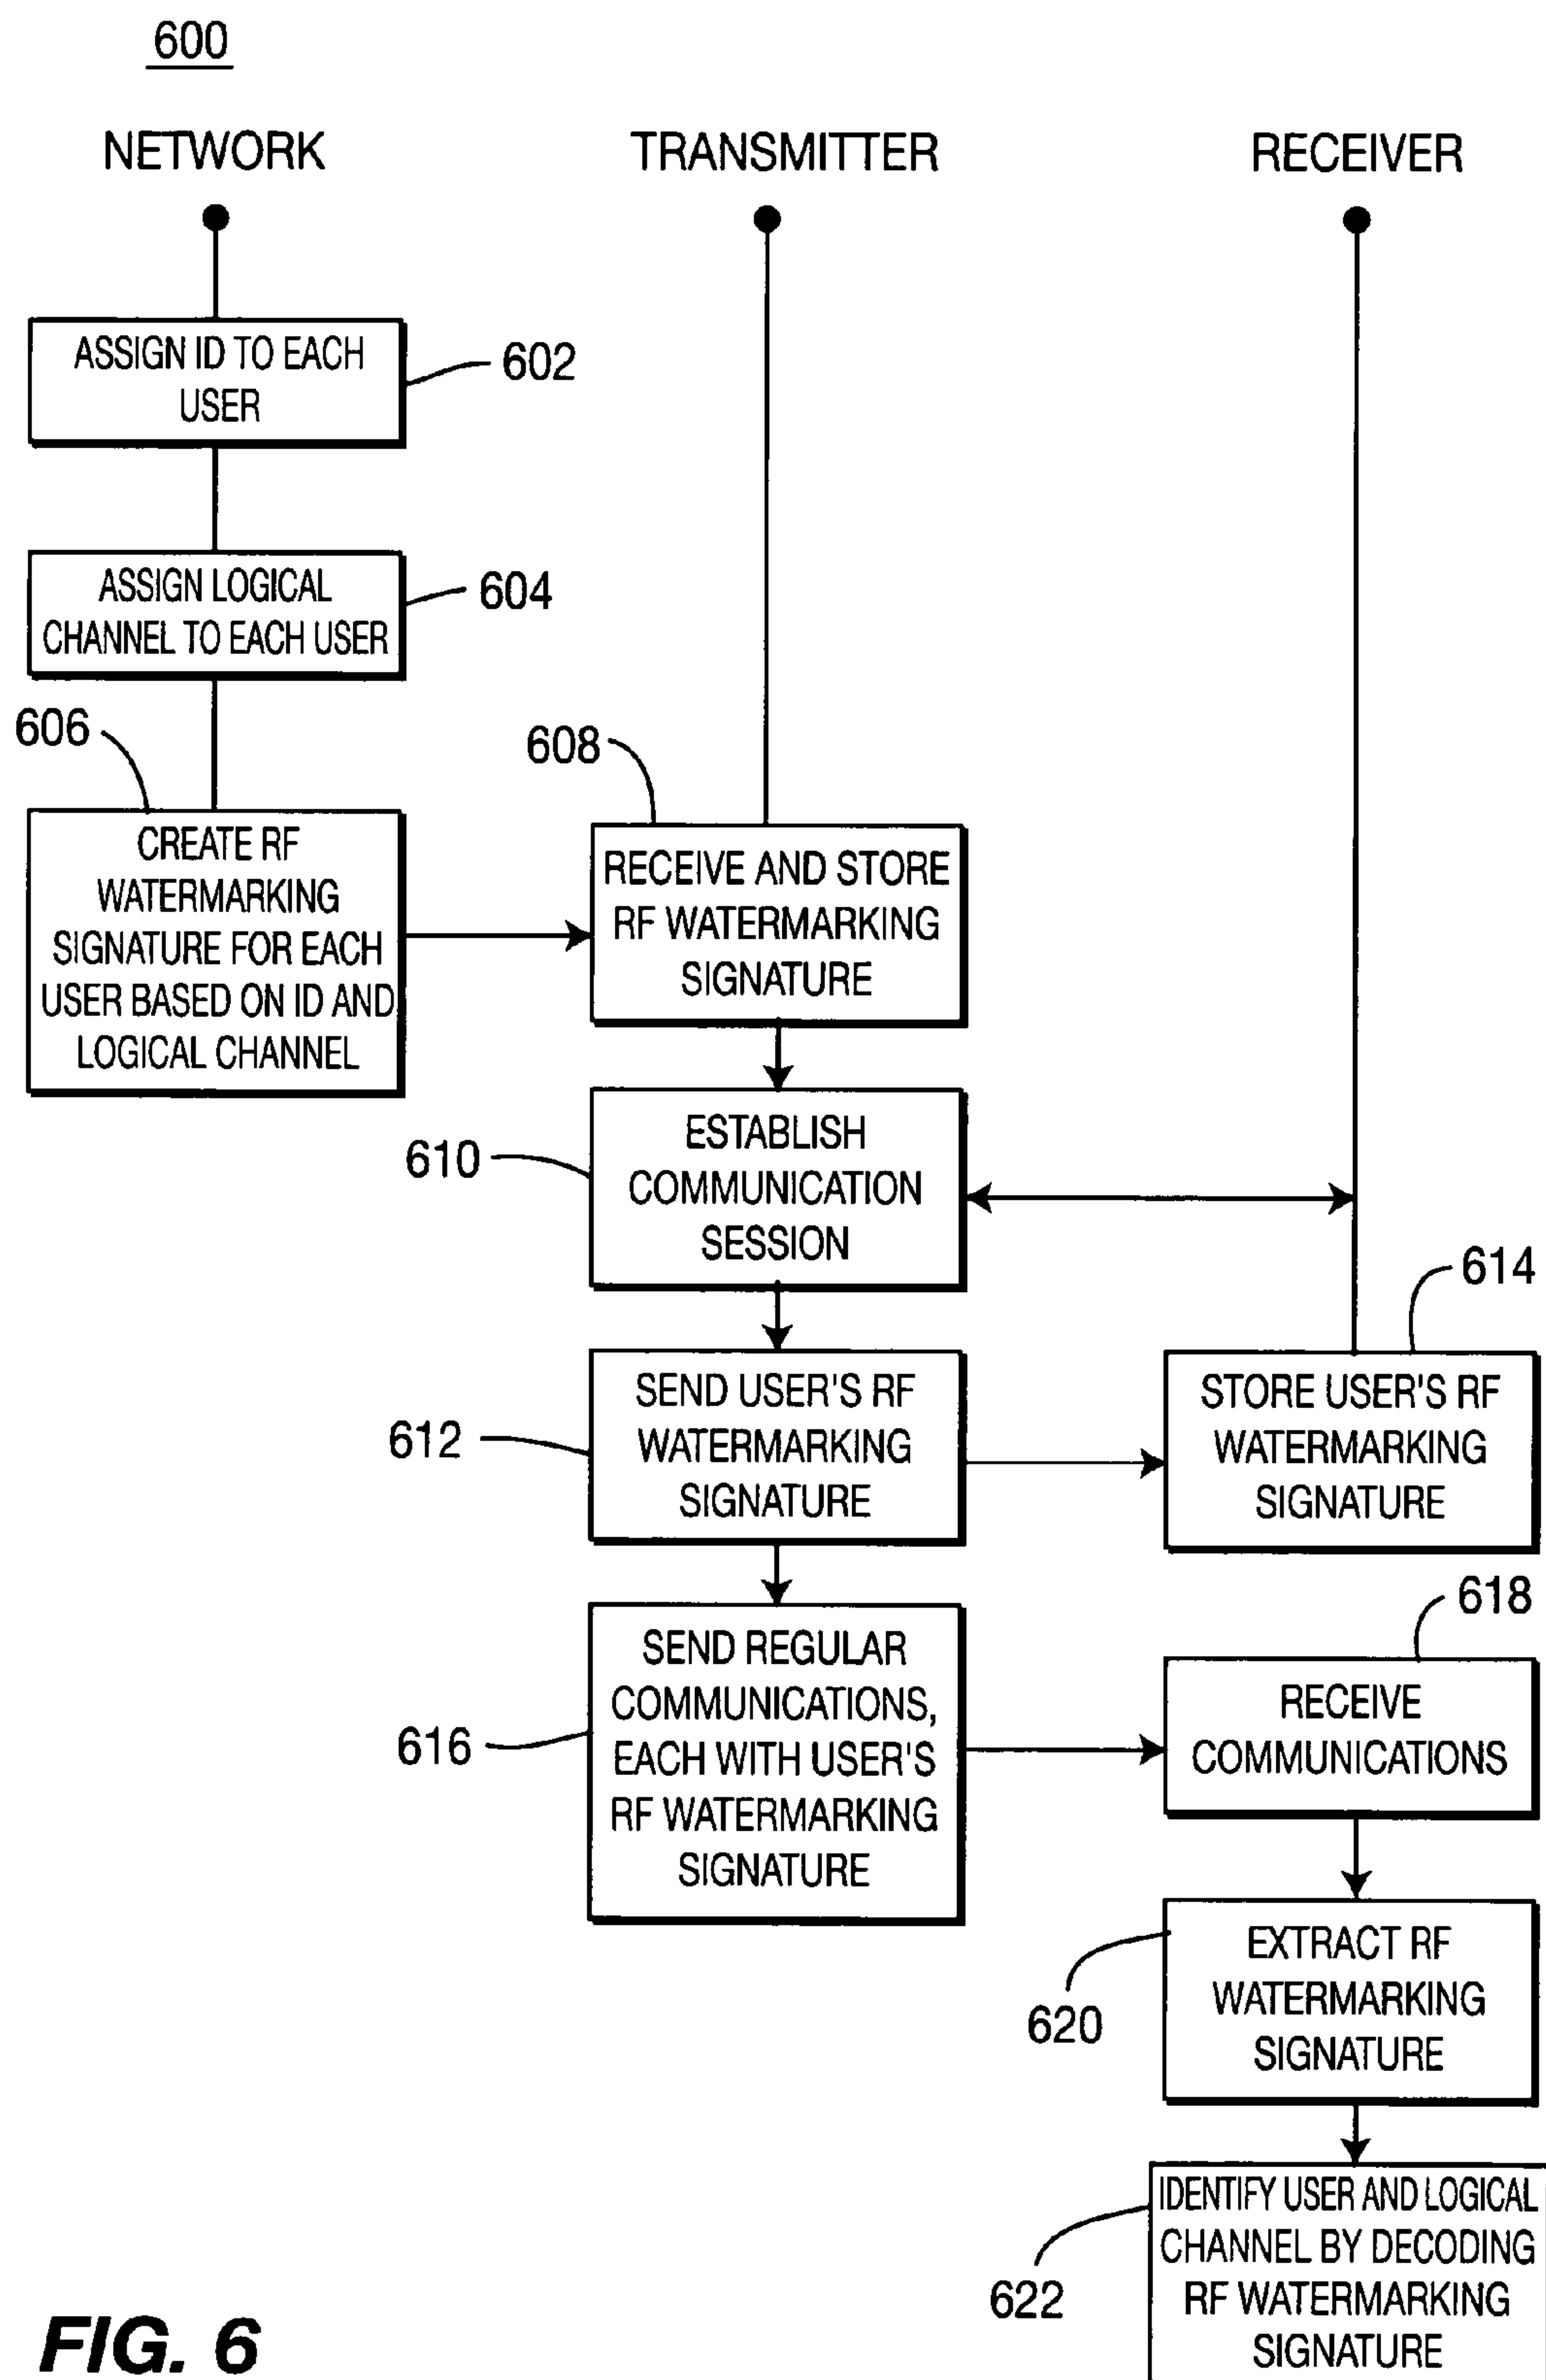 600
NETWORK
TRANSMITTER
RECEIVER
ASSIGN ID TO EACH
USER
602
ASSIGN LOGICAL
CHANNEL TO EACH USER
604
606
CREATE RF
WATERMARKING
SIGNATURE FOR EACH
USER BASED ON ID AND
LOGICAL CHANNEL
608
RECEIVE AND STORE
RF WATERMARKING
SIGNATURE
610
ESTABLISH
COMMUNICATION
SESSION
612
SEND USER'S RF
WATERMARKING
SIGNATURE
614
STORE USER'S RF
WATERMARKING
SIGNATURE
616
SEND REGULAR
COMMUNICATIONS,
EACH WITH USER'S
RF WATERMARKING
SIGNATURE
618
RECEIVE
COMMUNICATIONS
620
EXTRACT RF
WATERMARKING
SIGNATURE
622
IDENTIFY USER AND LOGICAL
CHANNEL BY DECODING
RF WATERMARKING
SIGNATURE
FIG. 6